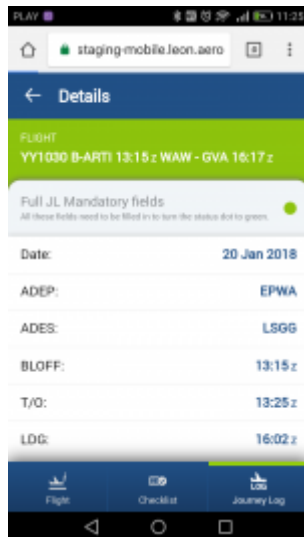 PLAY 11:25
staging-mobile.leon.aero
Details
FLIGHT
YY1030 B-ARTI 13:15 z WAW - GVA 16:17 z
Full JL Mandatory fields
All these fields need to be filled in to turn the status dot to green.
Date: 20 Jan 2018
ADEP: EPWA
ADES: LSGG
BLOFF: 13:15 z
T/O: 13:25 z
LDG: 16:02 z
Flight Checklist Journey Log